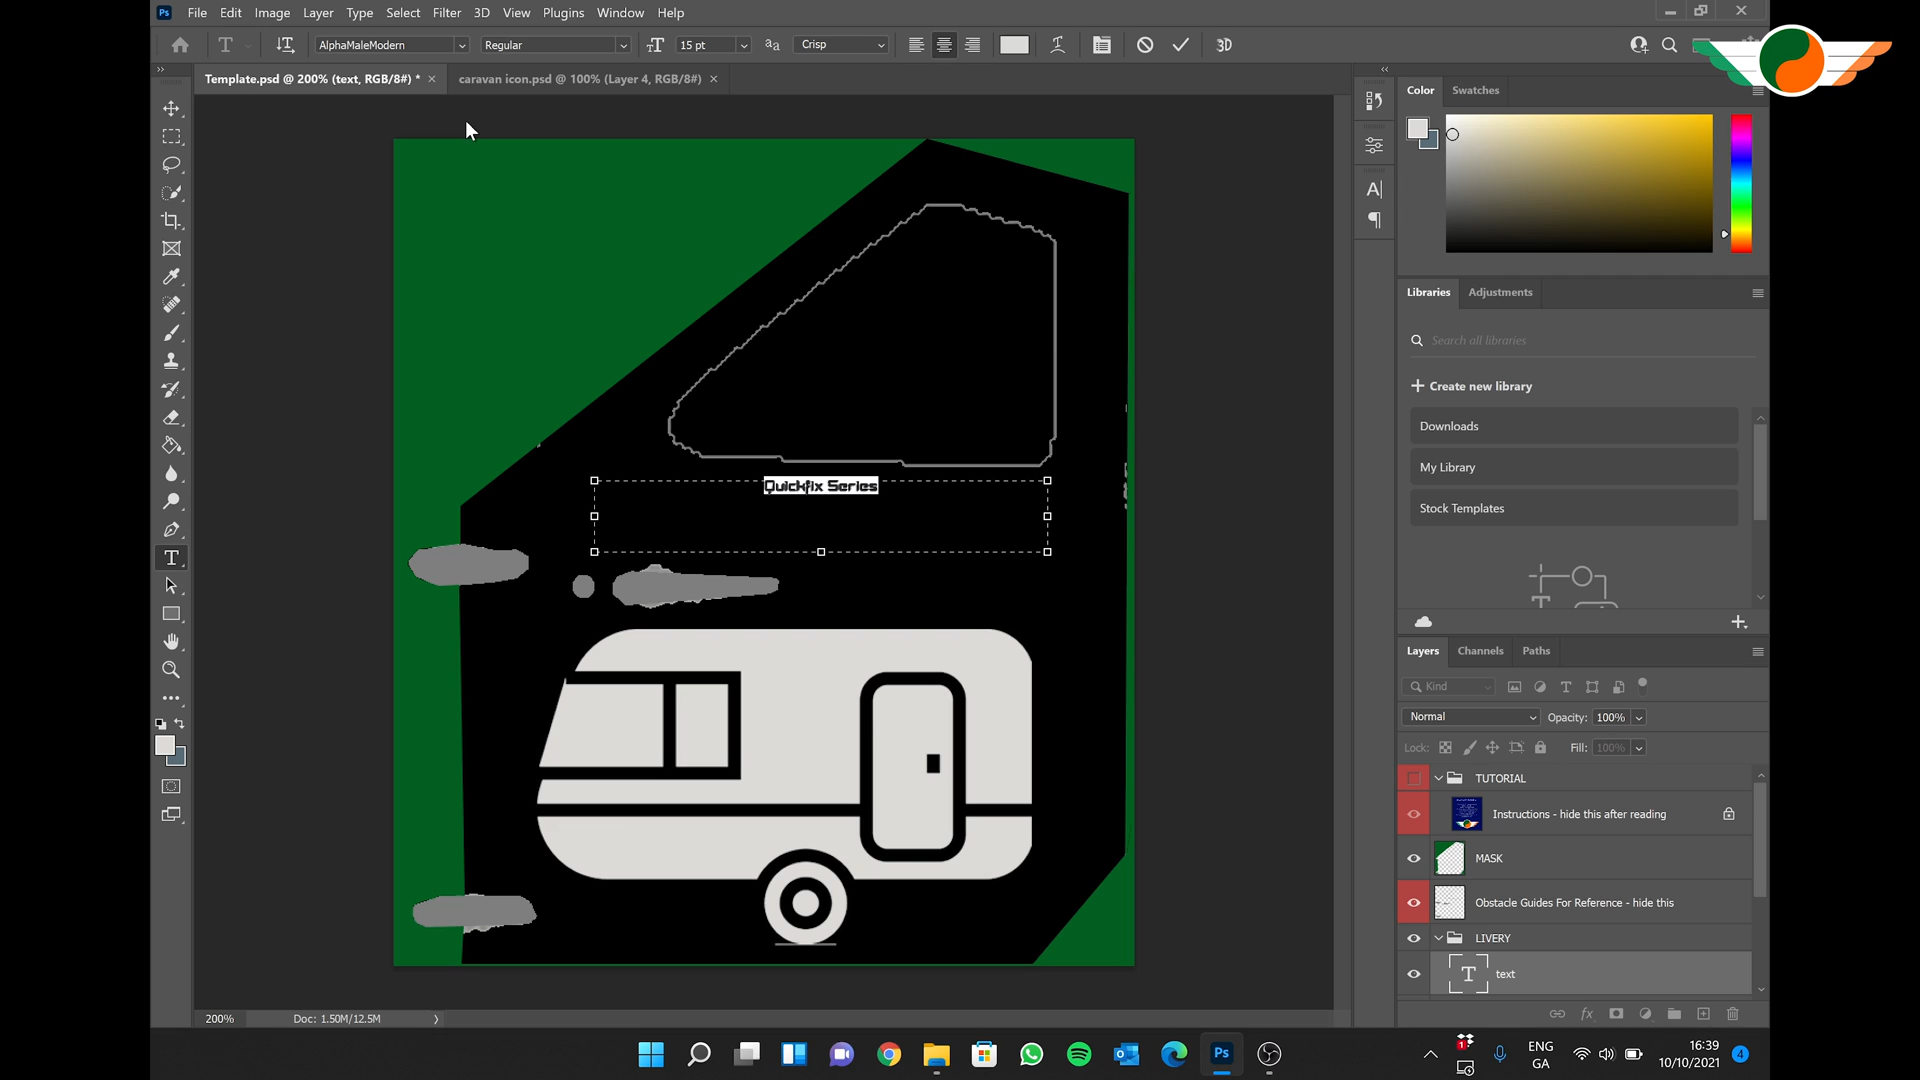 Ps File Edit Image Layer Type Select Filter 3D View Plugins Window Help
T AlphaMaleModern Regular 15 pt aa Crisp 3D
Template.psd @ 200% (text, RGB/8#) * × caravan icon.psd @ 100% (Layer 4, RGB/8#) ×
Color Swatches
Libraries Adjustments
Search all libraries
+ Create new library
Downloads
My Library
Stock Templates
Quickfix Series
Layers Channels Paths
Kind
Normal Opacity: 100%
Lock: Fill: 100%
TUTORIAL
Instructions - hide this after reading
MASK
Obstacle Guides For Reference - hide this
LIVERY
T text
200% Doc: 1.50M/12.5M
Ps
ENG
GA
16:39
10/10/2021
4